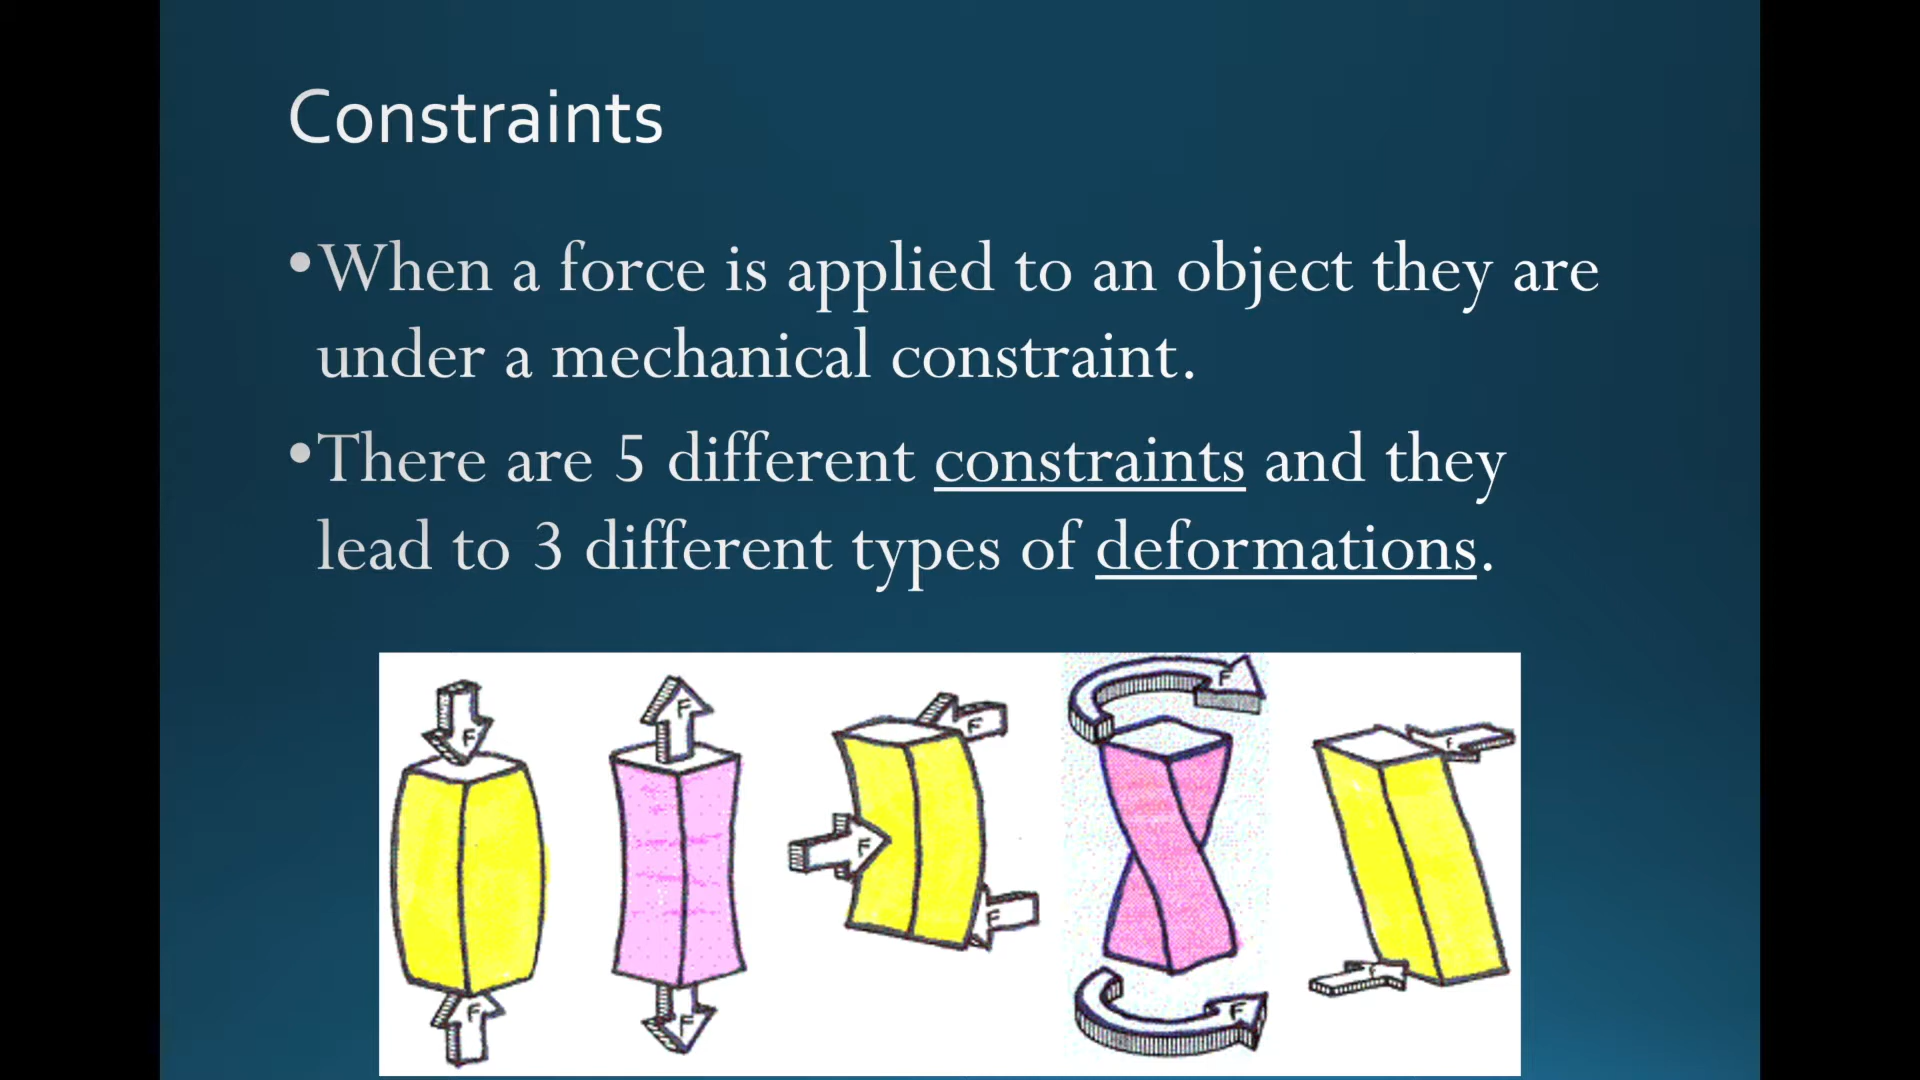 Constraints
•When a force is applied to an object they are
under a mechanical constraint.
•There are 5 different constraints and they
lead to 3 different types of deformations.
F F F F F
F F F F F
F